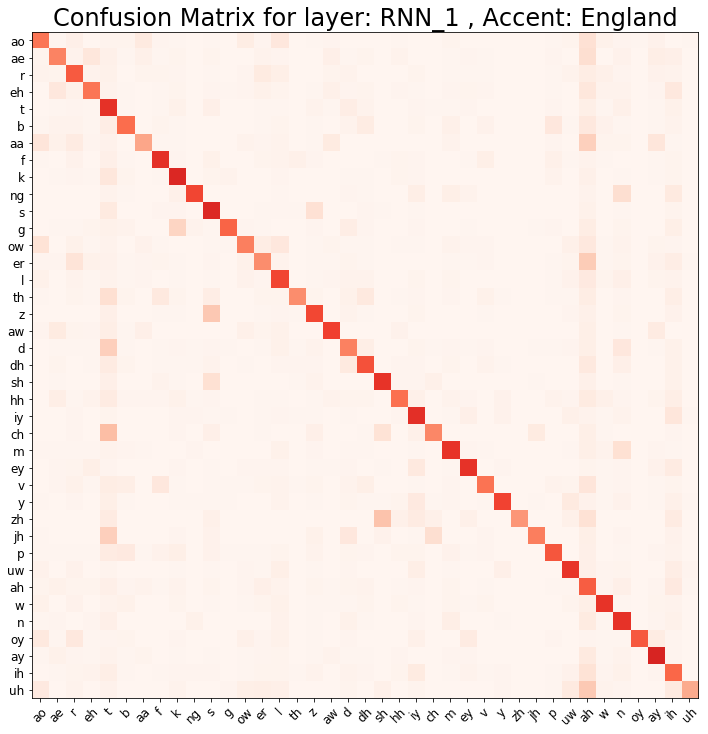 Confusion Matrix for layer: RNN_1 , Accent: England
ao
ae
r
eh
t
b
aa
f
k
ng
s
g
ow
er
l
th
z
aw
d
dh
sh
hh
iy
ch
m
ey
v
y
zh
jh
p
uw
ah
w
n
oy
ay
ih
uh
ao ae r eh t b aa f k ng s g ow er l th z aw d dh sh hh iy ch m ey v y zh jh p uw ah w n oy ay ih uh